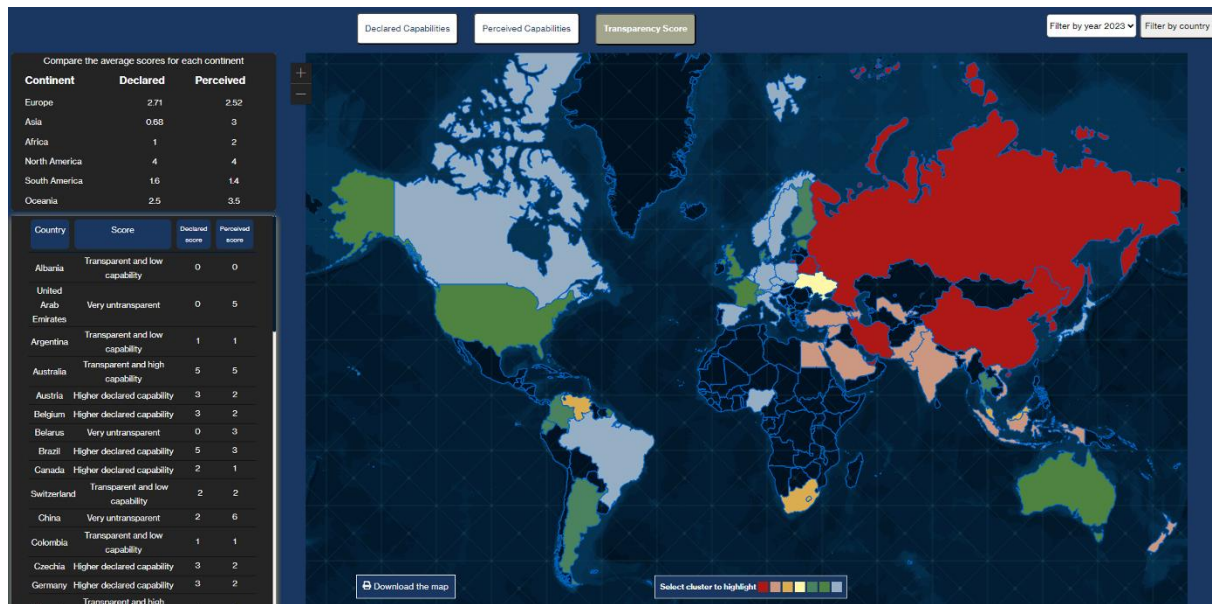 Declared Capabilities
Perceived Capabilities
Transparency Score
Filter by year 2023
Filter by country
Compare the average scores for each continent
Continent Declared Perceived
Europe 2.71 2.52
Asia 0.68 3
Africa 1 2
North America 4 4
South America 1.6 1.4
Oceania 2.5 3.5
+
−
Country Score Declared score Perceived score
Albania Transparent and low capability 0 0
United Arab Emirates Very untransparent 0 5
Argentina Transparent and low capability 1 1
Australia Transparent and high capability 5 5
Austria Higher declared capability 3 2
Belgium Higher declared capability 3 2
Belarus Very untransparent 0 3
Brazil Higher declared capability 5 3
Canada Higher declared capability 2 1
Switzerland Transparent and low capability 2 2
China Very untransparent 2 6
Colombia Transparent and low capability 1 1
Czechia Higher declared capability 3 2
Germany Higher declared capability 3 2
Transparent and high
Download the map
Select cluster to highlight